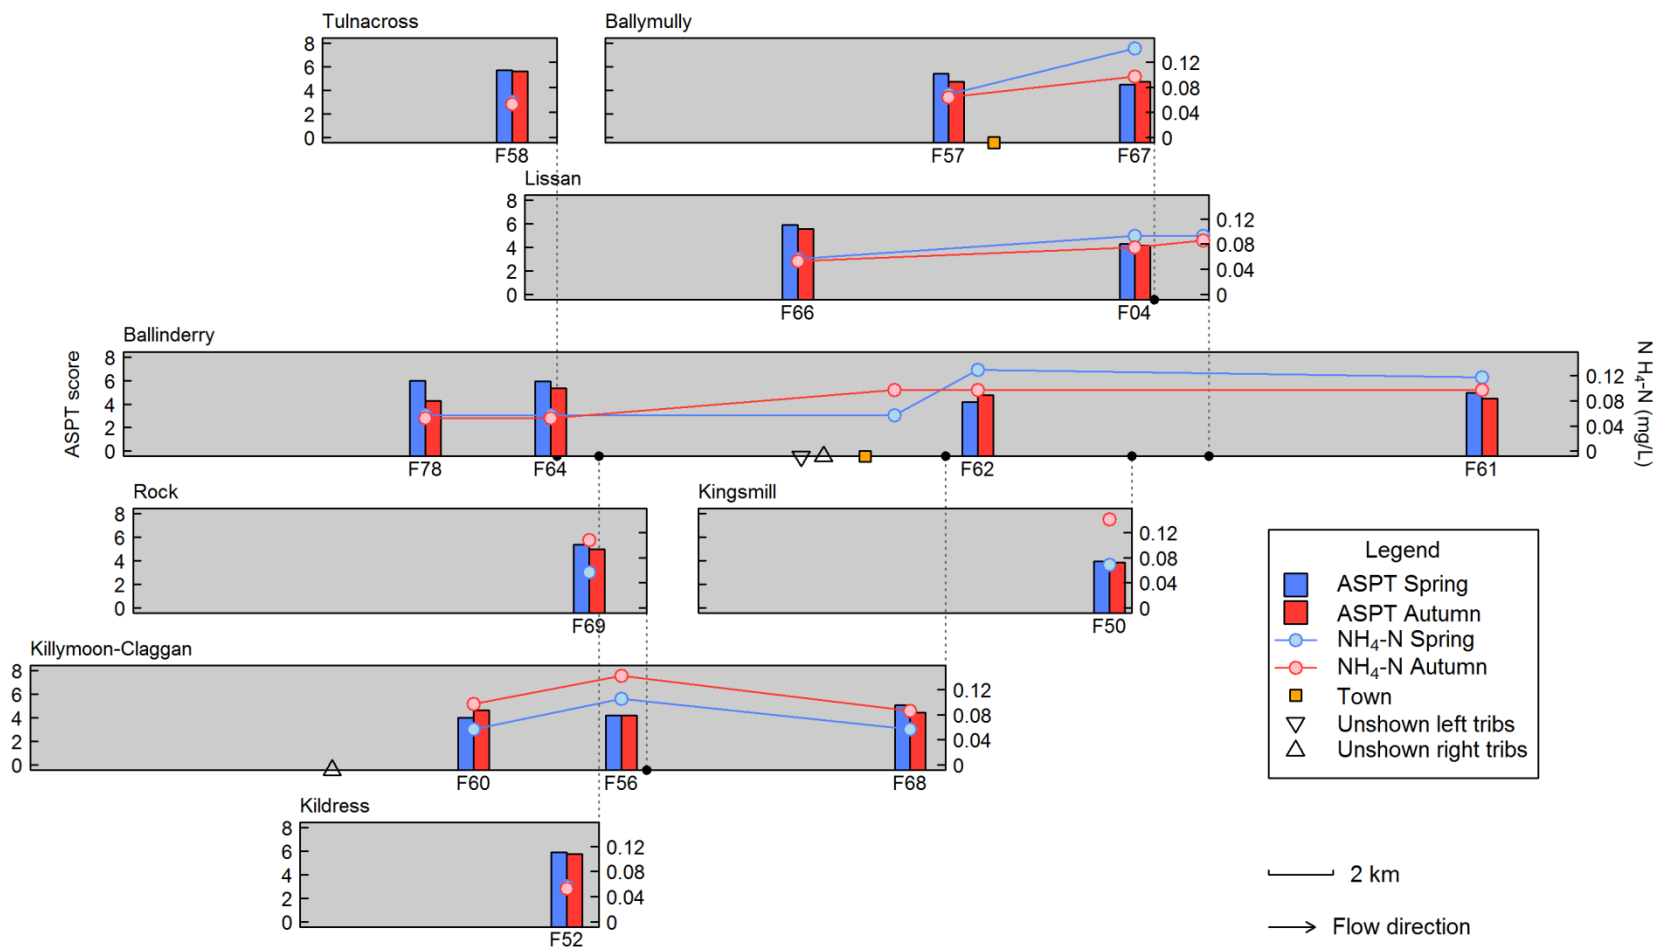 Tulnacross
8
6
4
2
0
F58
Ballymully
0.12
0.08
0.04
0
F57
F67
Lissan
8
6
4
2
0
0.12
0.08
0.04
0
F66
F04
Ballinderry
ASPT score
8
6
4
2
0
0.12
0.08
0.04
0
N H4-N (mg/L)
F78
F64
F62
F61
Rock
8
6
4
2
0
F69
Kingsmill
0.12
0.08
0.04
0
F50
Killymoon-Claggan
8
6
4
2
0
0.12
0.08
0.04
0
F60
F56
F68
Kildress
8
6
4
2
0
0.12
0.08
0.04
0
F52
Legend
ASPT Spring
ASPT Autumn
NH4-N Spring
NH4-N Autumn
Town
Unshown left tribs
Unshown right tribs
2 km
Flow direction